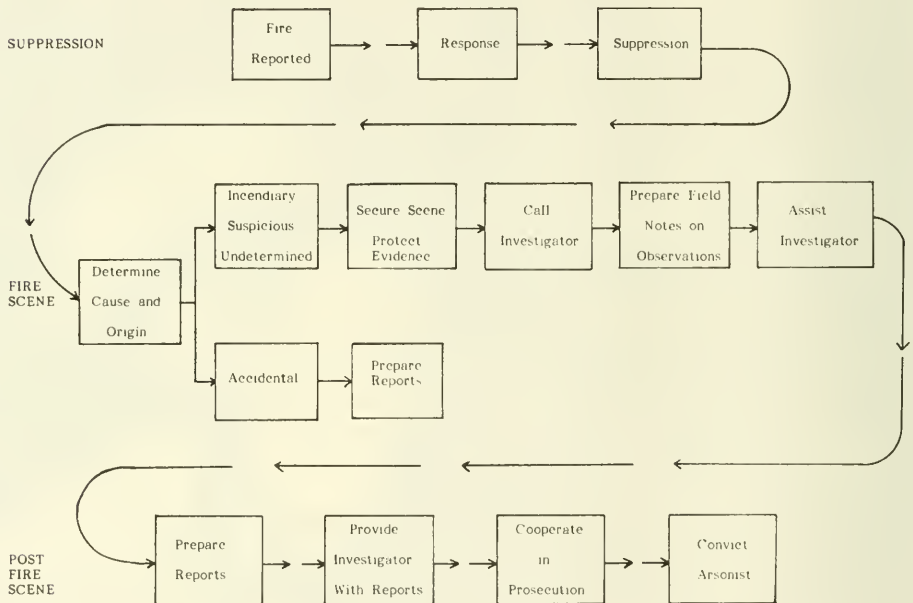 SUPPRESSION
Fire
Reported
Response
Suppression
FIRE
SCENE
Determine
Cause and
Origin
Incendiary
Suspicious
Undetermined
Secure Scene
Protect
Evidence
Call
Investigator
Prepare Field
Notes on
Observations
Assist
Investigator
Accidental
Prepare
Reports
POST
FIRE
SCENE
Prepare
Reports
Provide
Investigator
With Reports
Cooperate
in
Prosecution
Convict
Arsonist